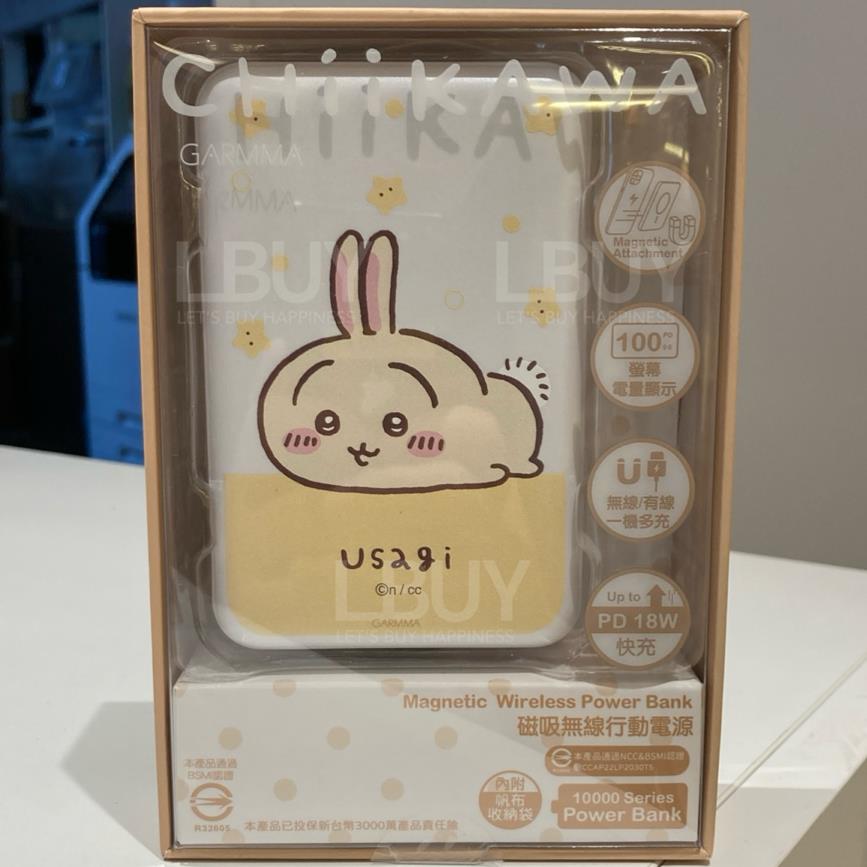 CHiiKAWA
GARMMA
LBUY
LET'S BUY HAPPINESS
LBUY
LET'S BUY HAPPINESS
Magnetic
Attachment
100
螢幕
電量顯示
無線/有線
一機多充
Up to
PD 18W
快充
usagi
©n / cc
LBUY
LET'S BUY HAPPINESS
GARMMA
Magnetic Wireless Power Bank
磁吸無線行動電源
本產品通過NCC&BSMI認證
本產品通過
BSMI認證
R32605
內附
帆布
收納袋
10000 Series
Power Bank
本產品已投保新台幣3000萬產品責任險